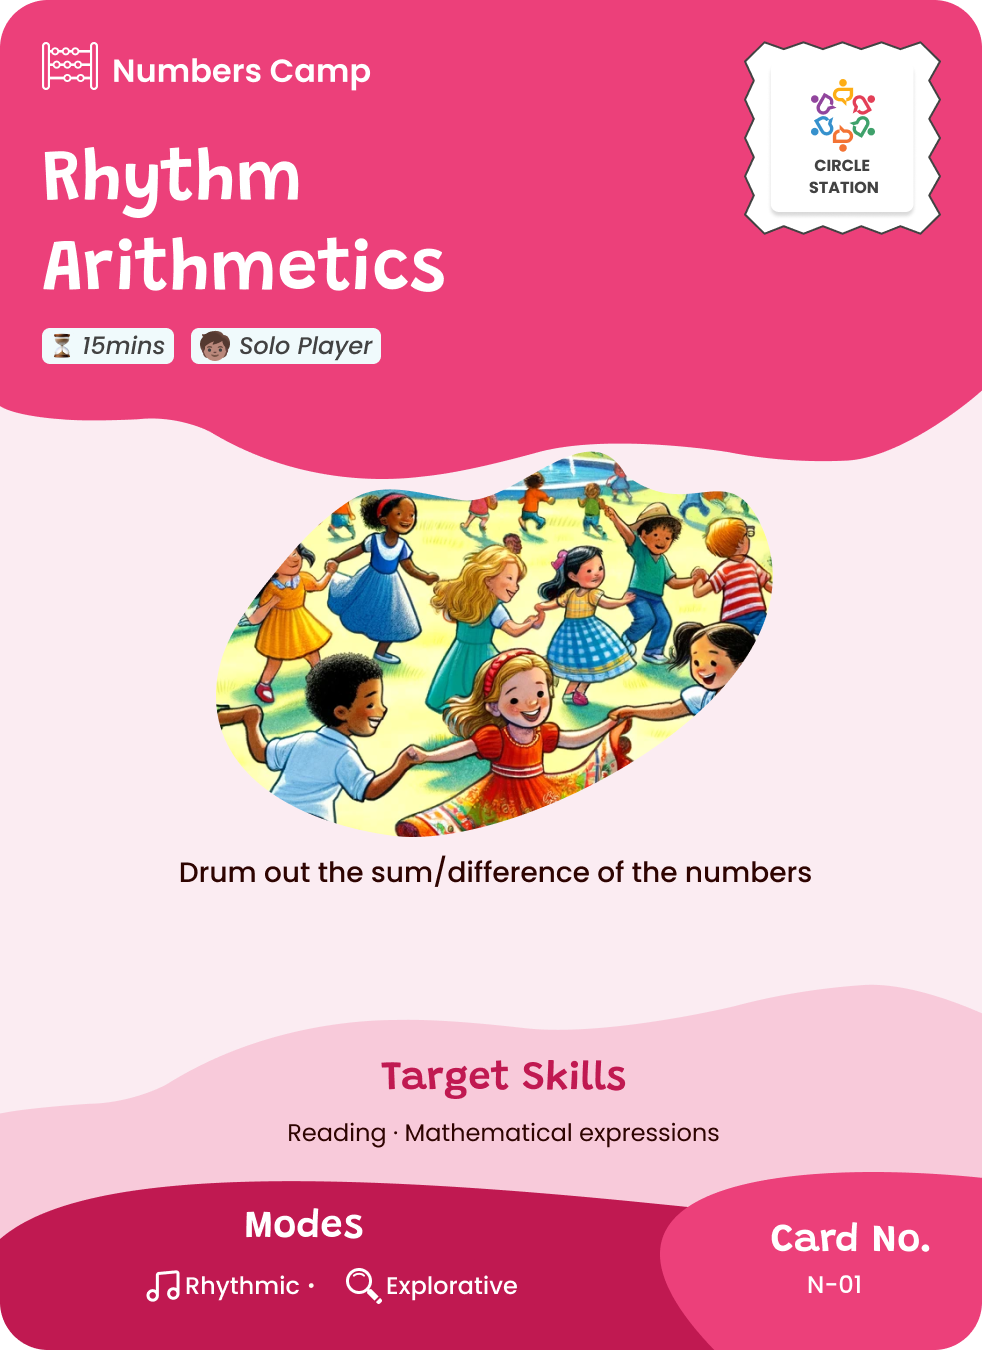 Numbers Camp
CIRCLE
STATION
Rhythm
Arithmetics
15mins Solo Player
Drum out the sum/difference of the numbers
Target Skills
Reading · Mathematical expressions
Modes
Rhythmic · Explorative
Card No.
N-01